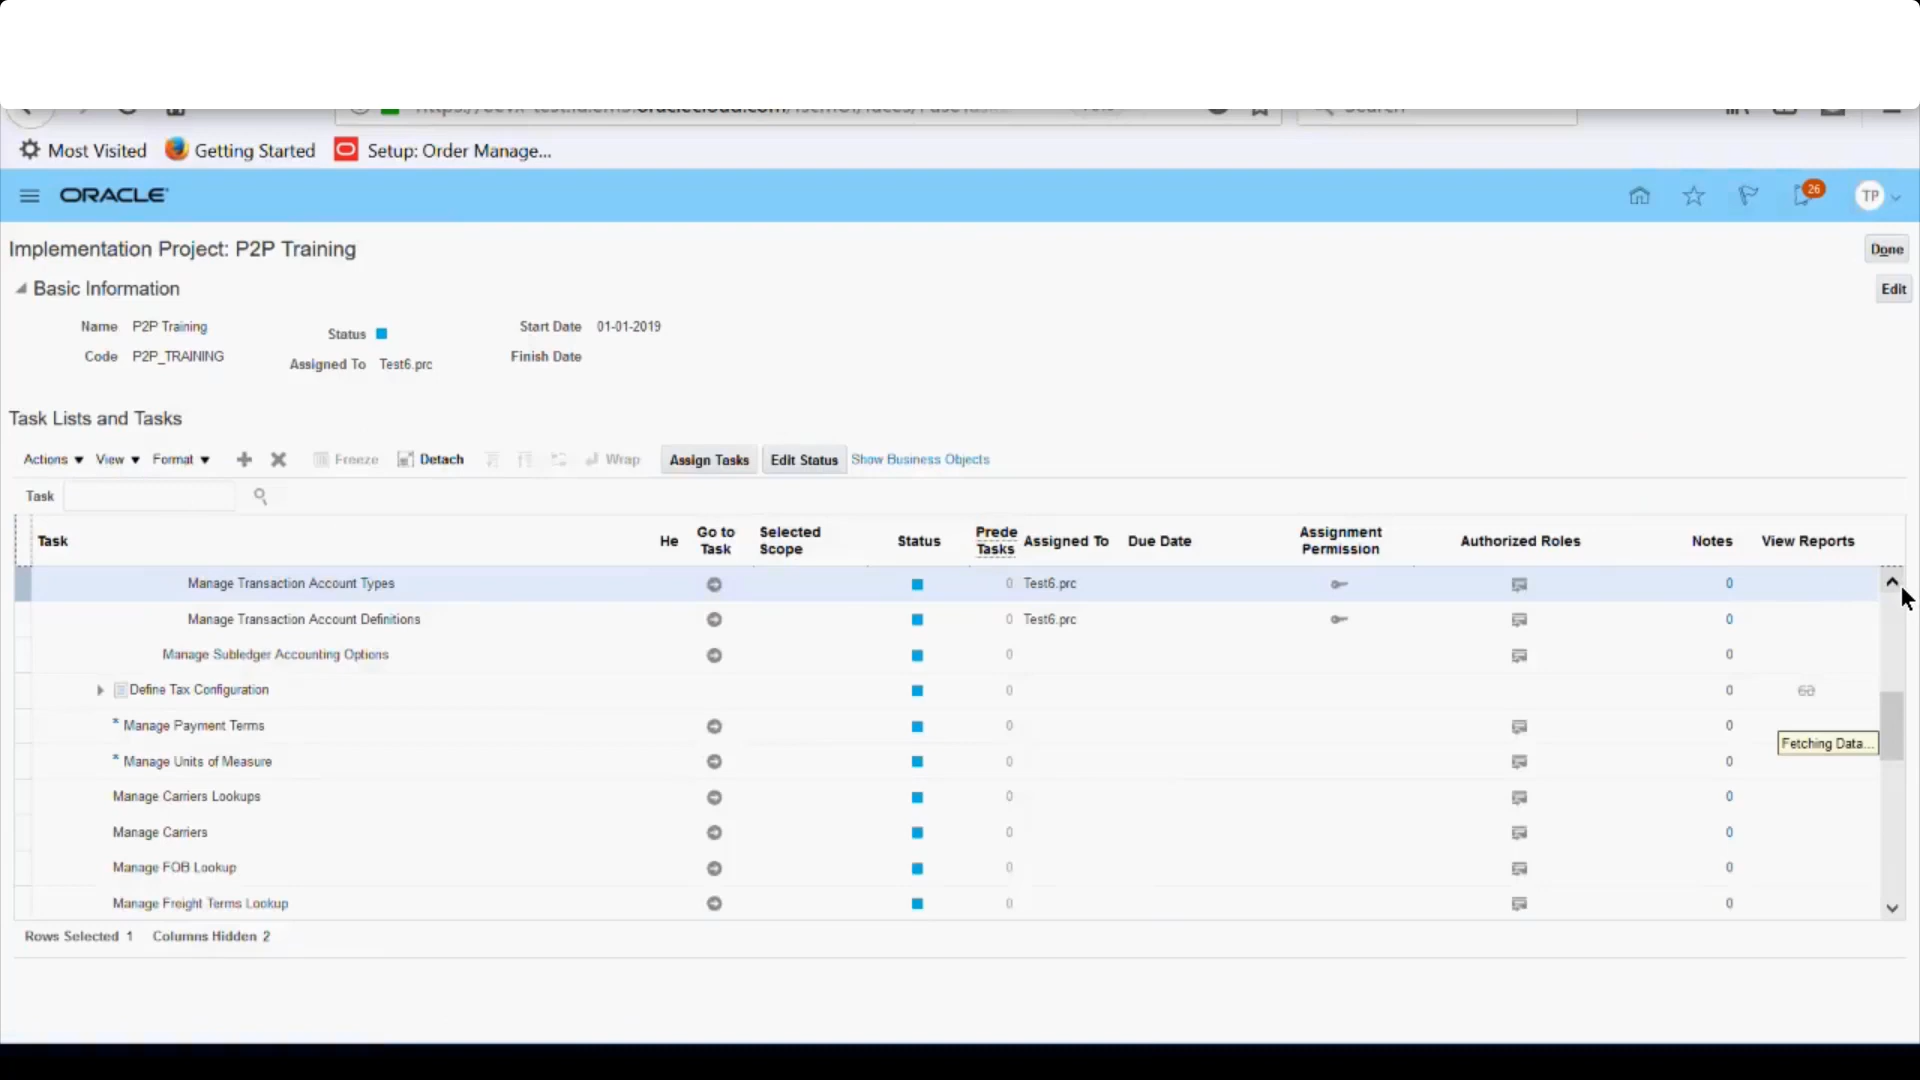 Most Visited Getting Started Setup: Order Manage...
ORACLE 26 TP
Implementation Project: P2P Training Done
Basic Information Edit
Name P2P Training Status Start Date 01-01-2019
Code P2P_TRAINING Assigned To Test6.prc Finish Date
Task Lists and Tasks
Actions View Format Freeze Detach Wrap Assign Tasks Edit Status Show Business Objects
Task
Task He Go to Task Selected Scope Status Prede Tasks Assigned To Due Date Assignment Permission Authorized Roles Notes View Reports
Manage Transaction Account Types 0 Test6.prc 0
Manage Transaction Account Definitions 0 Test6.prc 0
Manage Subledger Accounting Options 0 0
Define Tax Configuration 0 0
* Manage Payment Terms 0 0
Fetching Data...
* Manage Units of Measure 0 0
Manage Carriers Lookups 0 0
Manage Carriers 0 0
Manage FOB Lookup 0 0
Manage Freight Terms Lookup 0 0
Rows Selected 1 Columns Hidden 2